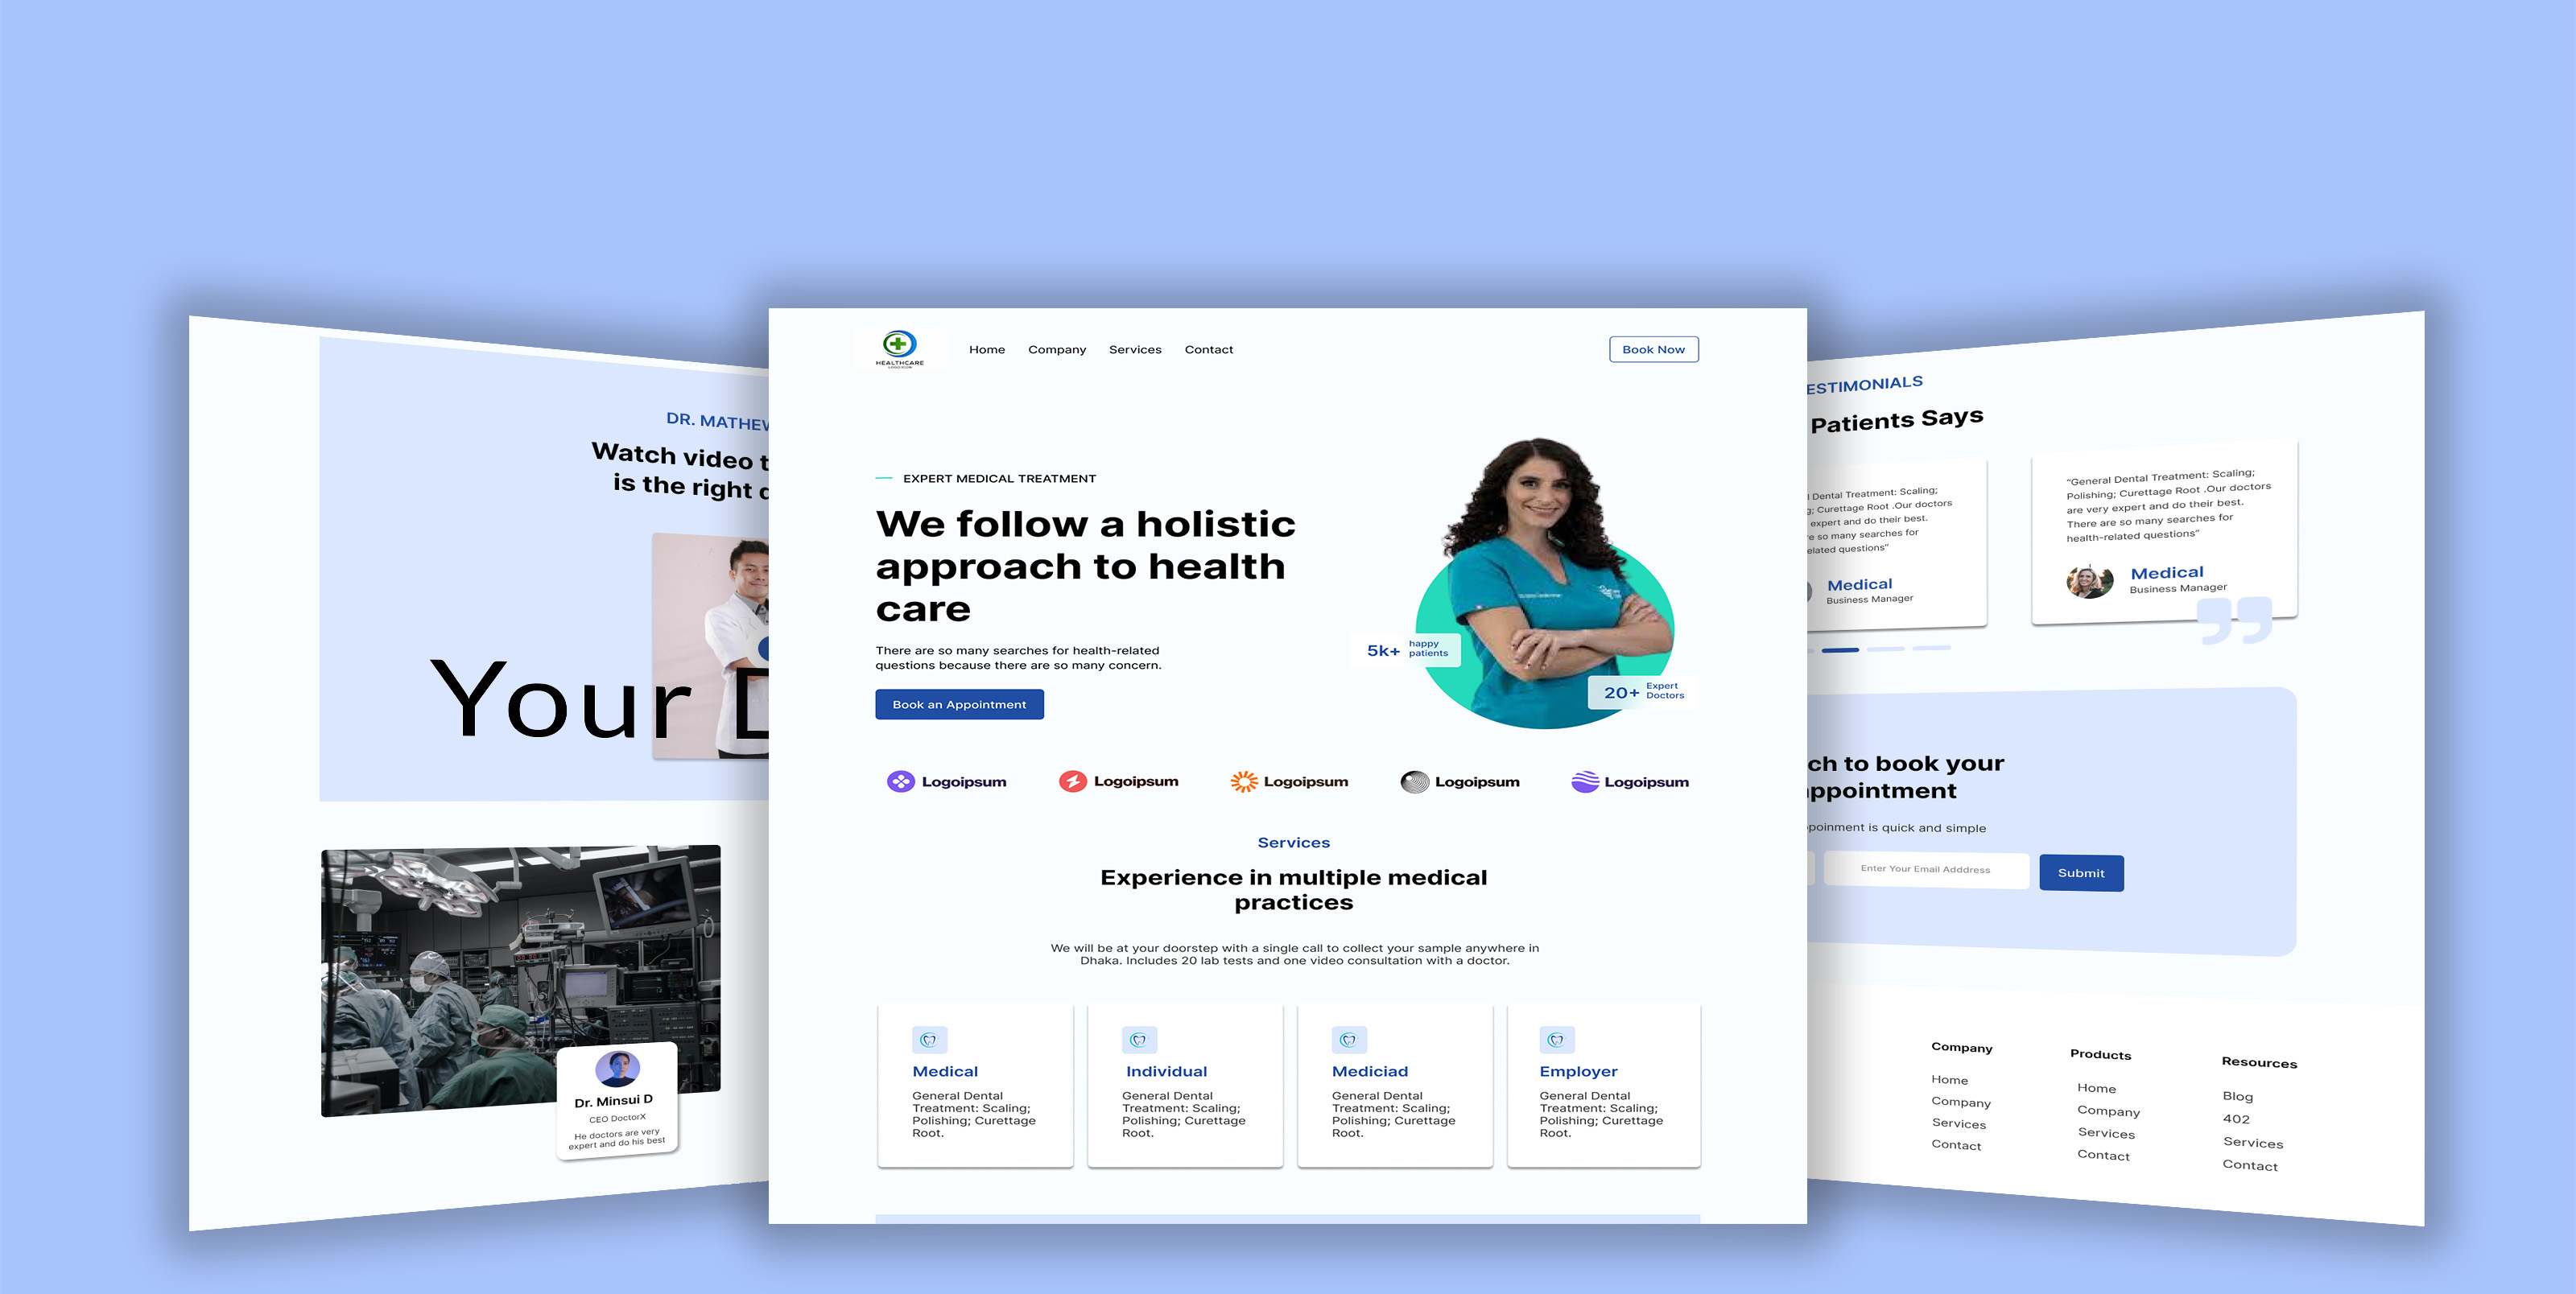 DR. MATHEW
Watch video t
is the right d
Your D
Dr. Minsui D
CEO DoctorX
He doctors are very
expert and do his best
HEALTHCARE
LOGO ICON
Home Company Services Contact
Book Now
EXPERT MEDICAL TREATMENT
We follow a holistic
approach to health
care
There are so many searches for health-related
questions because there are so many concern.
Book an Appointment
5k+ happy
patients
20+ Expert
Doctors
Logoipsum Logoipsum Logoipsum Logoipsum Logoipsum
Services
Experience in multiple medical
practices
We will be at your doorstep with a single call to collect your sample anywhere in
Dhaka. Includes 20 lab tests and one video consultation with a doctor.
Medical
General Dental
Treatment: Scaling;
Polishing; Curettage
Root.
Individual
General Dental
Treatment: Scaling;
Polishing; Curettage
Root.
Mediciad
General Dental
Treatment: Scaling;
Polishing; Curettage
Root.
Employer
General Dental
Treatment: Scaling;
Polishing; Curettage
Root.
ESTIMONIALS
Patients Says
l Dental Treatment: Scaling;
g; Curettage Root .Our doctors
expert and do their best.
e so many searches for
elated questions”
Medical
Business Manager
“General Dental Treatment: Scaling;
Polishing; Curettage Root .Our doctors
are very expert and do their best.
There are so many searches for
health-related questions”
Medical
Business Manager
ch to book your
ppointment
ppoinment is quick and simple
Enter Your Email Adddress
Submit
Company
Home
Company
Services
Contact
Products
Home
Company
Services
Contact
Resources
Blog
402
Services
Contact